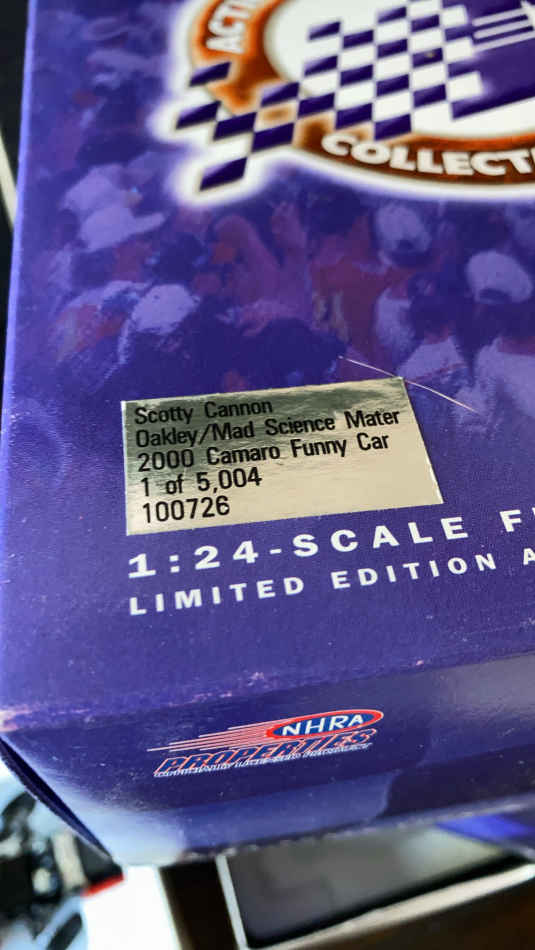 COLLECT
Scotty Cannon
Oakley/Mad Science Mater
2000 Camaro Funny Car
1 of 5,004
100726
1:24-SCALE F
LIMITED EDITION A
NHRA
PROPERTIES